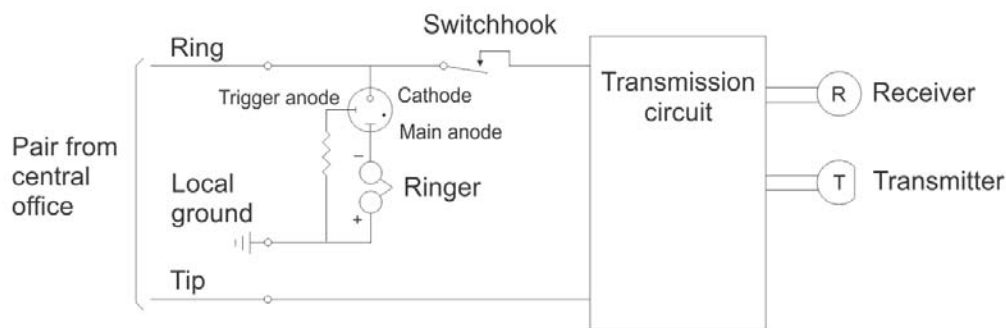 Switchhook
Ring
Trigger anode
Cathode
Main anode
Transmission
circuit
R
Receiver
Pair from
central
office
Local
ground
−
Ringer
+
T
Transmitter
Tip